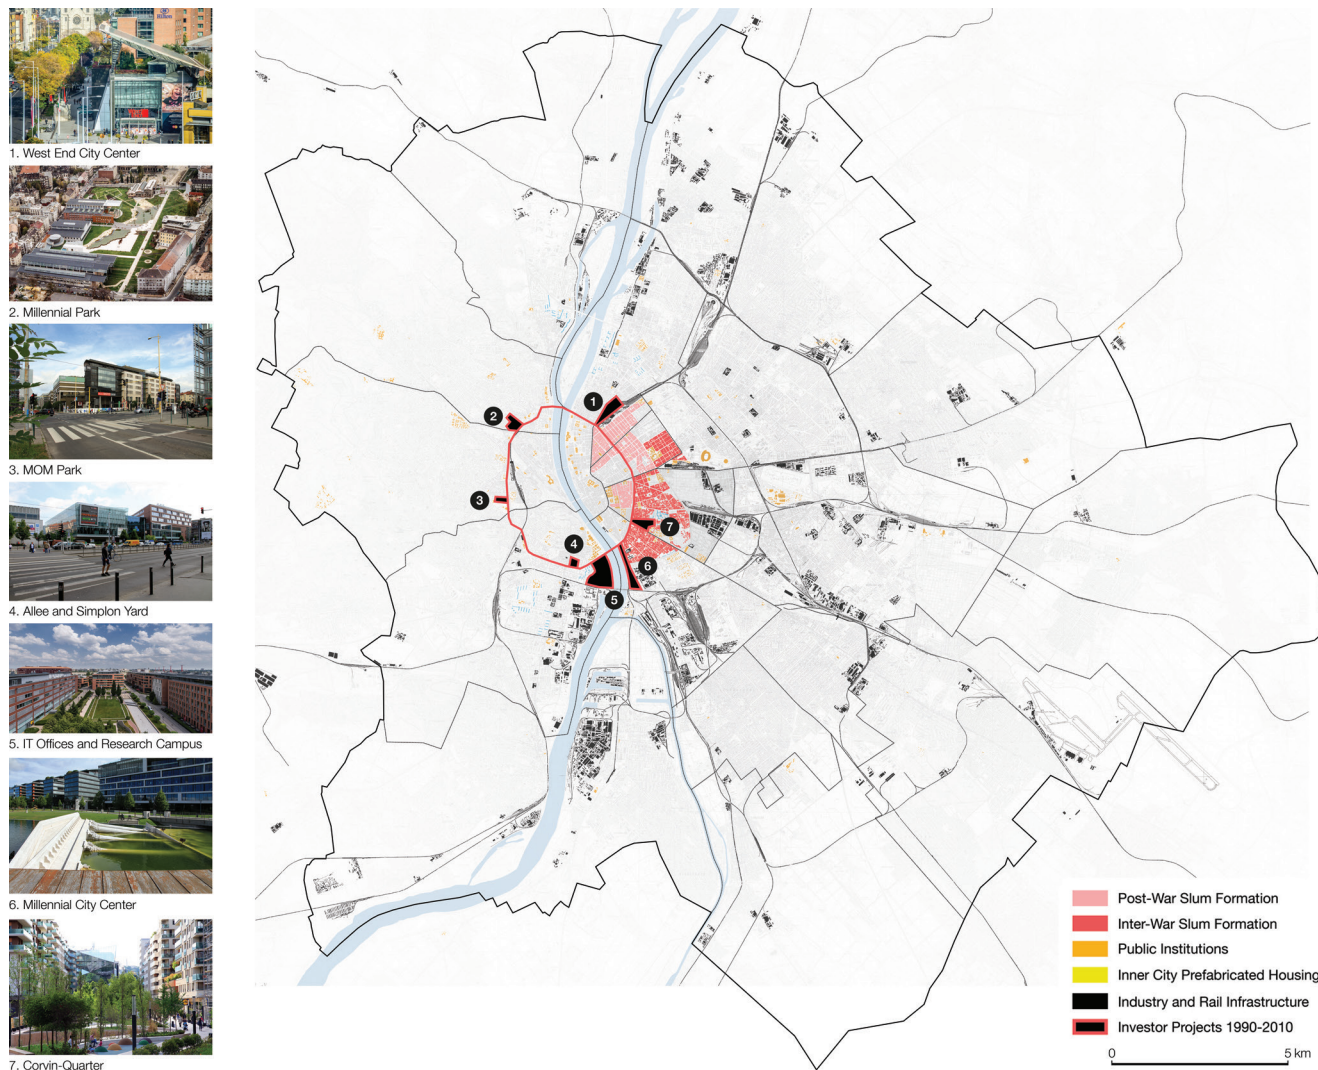 1. West End City Center
2. Millennial Park
3. MOM Park
4. Allee and Simplon Yard
5. IT Offices and Research Campus
6. Millennial City Center
7. Corvin-Quarter
Hilton
1
2
3
4
5
6
7
Post-War Slum Formation
Inter-War Slum Formation
Public Institutions
Inner City Prefabricated Housing
Industry and Rail Infrastructure
Investor Projects 1990-2010
0
5 km